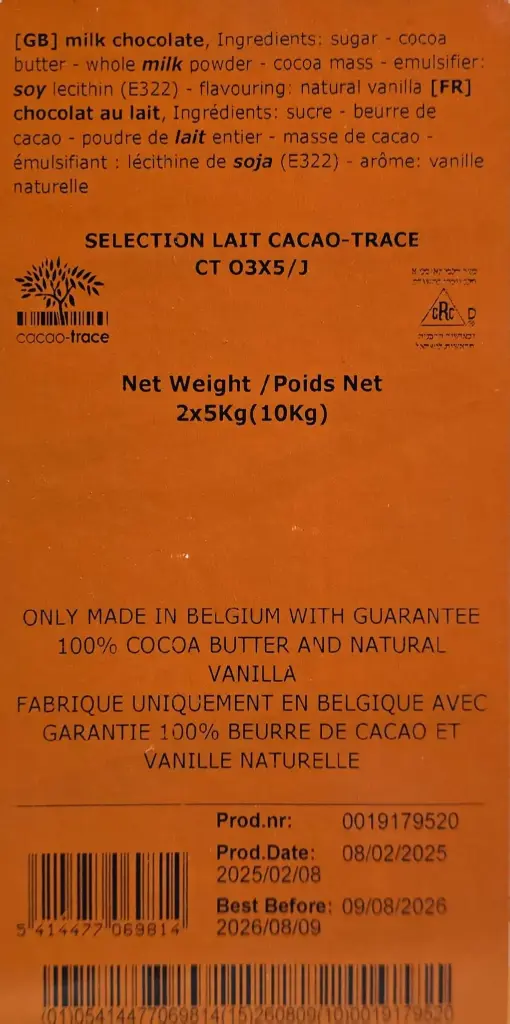 [GB] milk chocolate, Ingredients: sugar - cocoa
butter - whole milk powder - cocoa mass - emulsifier:
soy lecithin (E322) - flavouring: natural vanilla [FR]
chocolat au lait, Ingrédients: sucre - beurre de
cacao - poudre de lait entier - masse de cacao -
émulsifiant : lécithine de soja (E322) - arôme: vanille
naturelle
SELECTION LAIT CACAO-TRACE
CT O3X5/J
cacao-trace
CRC D
Net Weight /Poids Net
2x5Kg(10Kg)
ONLY MADE IN BELGIUM WITH GUARANTEE
100% COCOA BUTTER AND NATURAL
VANILLA
FABRIQUE UNIQUEMENT EN BELGIQUE AVEC
GARANTIE 100% BEURRE DE CACAO ET
VANILLE NATURELLE
Prod.nr: 0019179520
Prod.Date: 08/02/2025
2025/02/08
Best Before: 09/08/2026
2026/08/09
5 414477 069814
(01)05414477069814(15)260809(10)0019179520